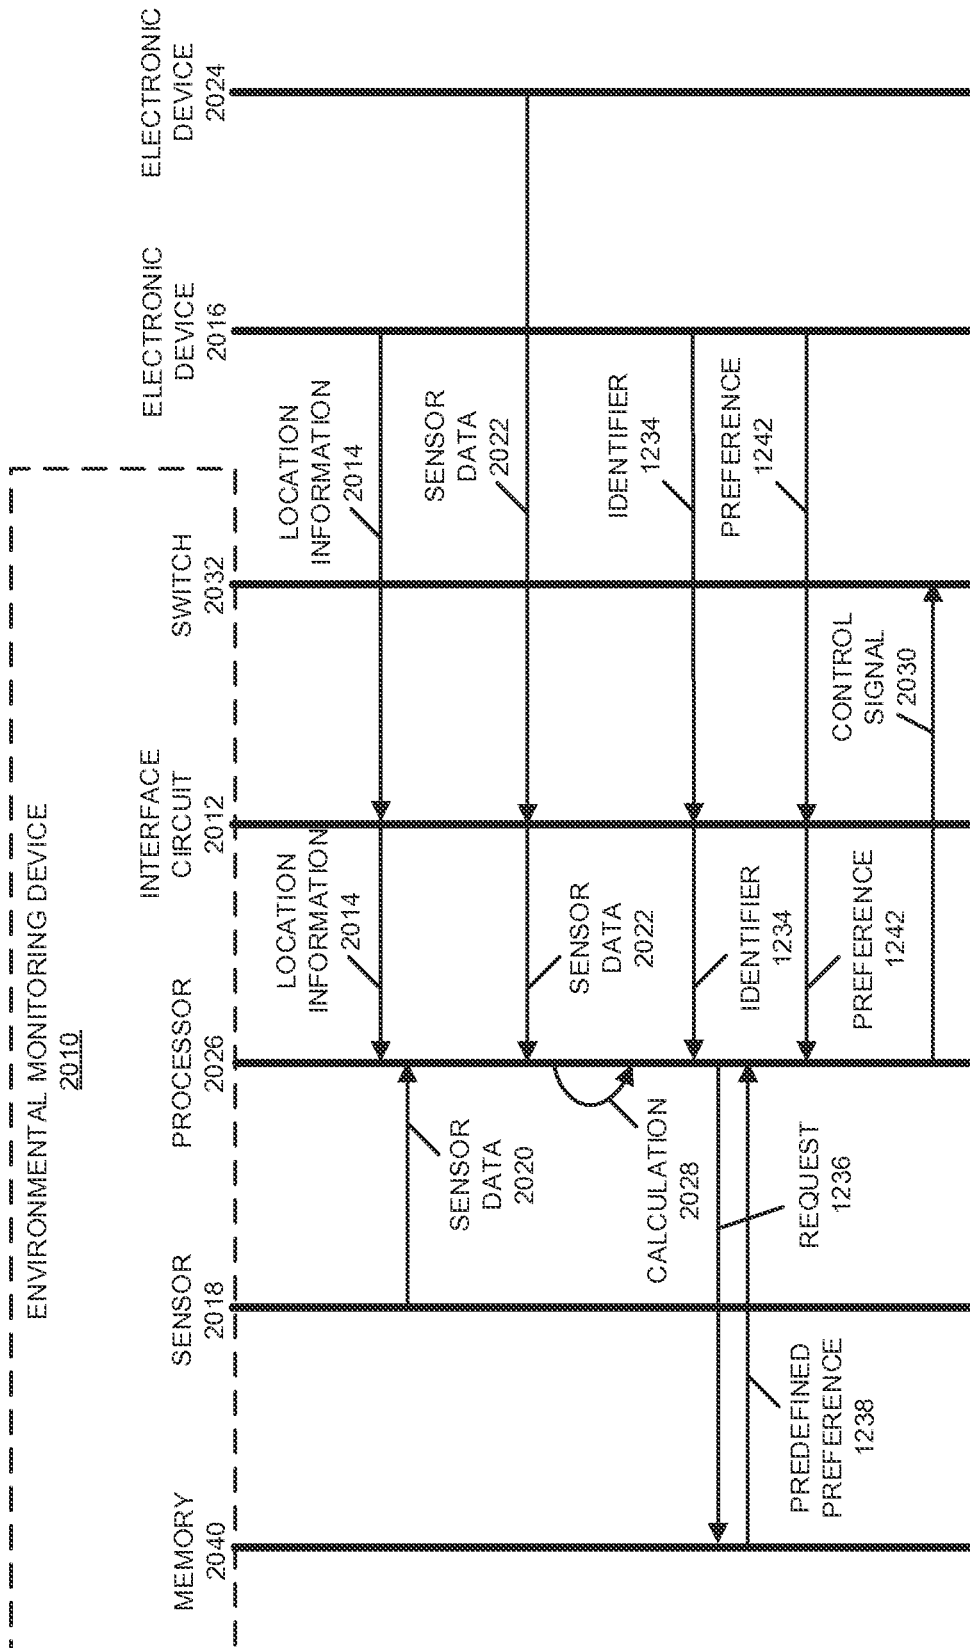 ENVIRONMENTAL MONITORING DEVICE
2010
MEMORY
2040
SENSOR
2018
PROCESSOR
2026
INTERFACE
CIRCUIT
2012
SWITCH
2032
ELECTRONIC
DEVICE
2016
ELECTRONIC
DEVICE
2024
LOCATION
INFORMATION
2014
LOCATION
INFORMATION
2014
SENSOR
DATA
2020
SENSOR
DATA
2022
SENSOR
DATA
2022
CALCULATION
2028
IDENTIFIER
1234
IDENTIFIER
1234
REQUEST
1236
PREDEFINED
PREFERENCE
1238
PREFERENCE
1242
PREFERENCE
1242
CONTROL
SIGNAL
2030